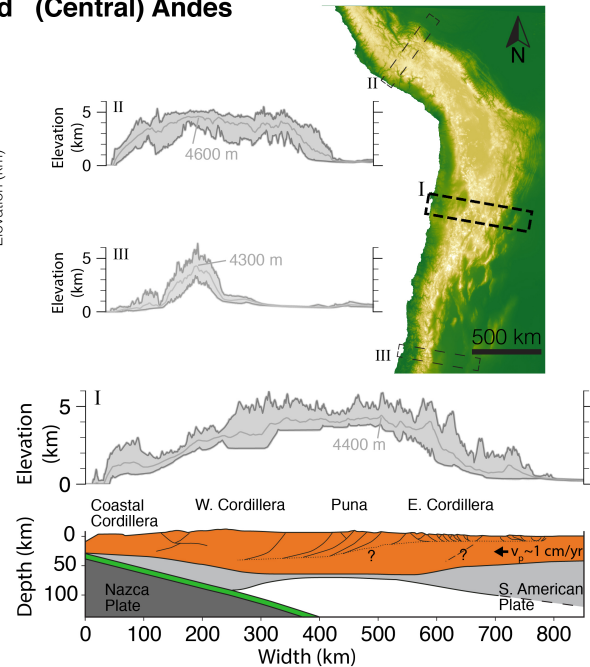 d (Central) Andes
N
II
Elevation
(km)
5
0
II
4600 m
Elevation (km)
I
III
Elevation
(km)
5
0
4300 m
500 km
III
I
Elevation
(km)
5
0
4400 m
Coastal
Cordillera
W. Cordillera
Puna
E. Cordillera
Depth (km)
0
50
100
?
?
vp~1 cm/yr
Nazca
Plate
S. American
Plate
0
100
200
300
400
500
600
700
800
Width (km)